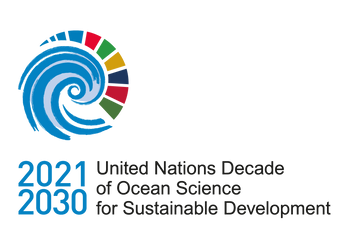 2021
2030
United Nations Decade
of Ocean Science
for Sustainable Development